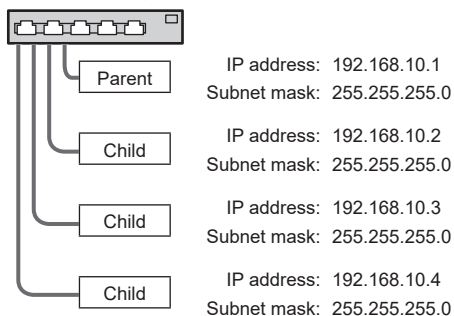 Parent
IP address: 192.168.10.1
Subnet mask: 255.255.255.0
Child
IP address: 192.168.10.2
Subnet mask: 255.255.255.0
Child
IP address: 192.168.10.3
Subnet mask: 255.255.255.0
Child
IP address: 192.168.10.4
Subnet mask: 255.255.255.0